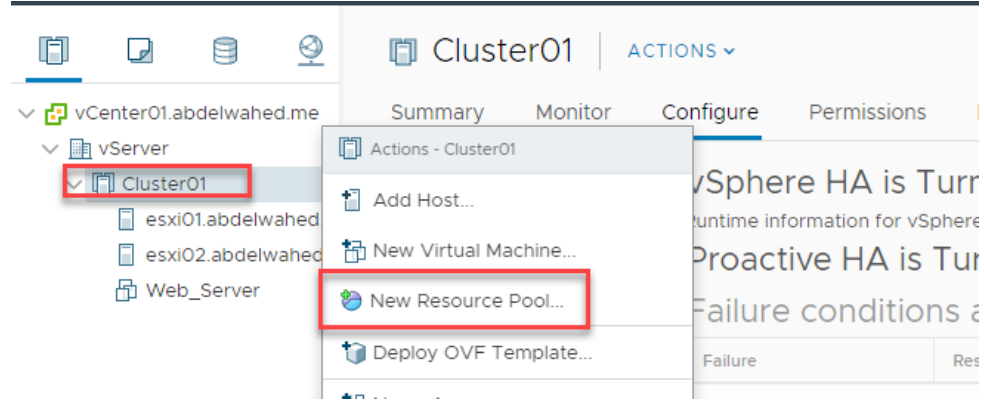 Cluster01
ACTIONS
vCenter01.abdelwahed.me
Summary Monitor Configure Permissions
vServer
Actions - Cluster01
Cluster01
vSphere HA is Turr
esxi01.abdelwahed
Add Host...
Runtime information for vSphere
esxi02.abdelwahed
New Virtual Machine...
Proactive HA is Tur
Web_Server
New Resource Pool...
Failure conditions a
Deploy OVF Template...
Failure
Res